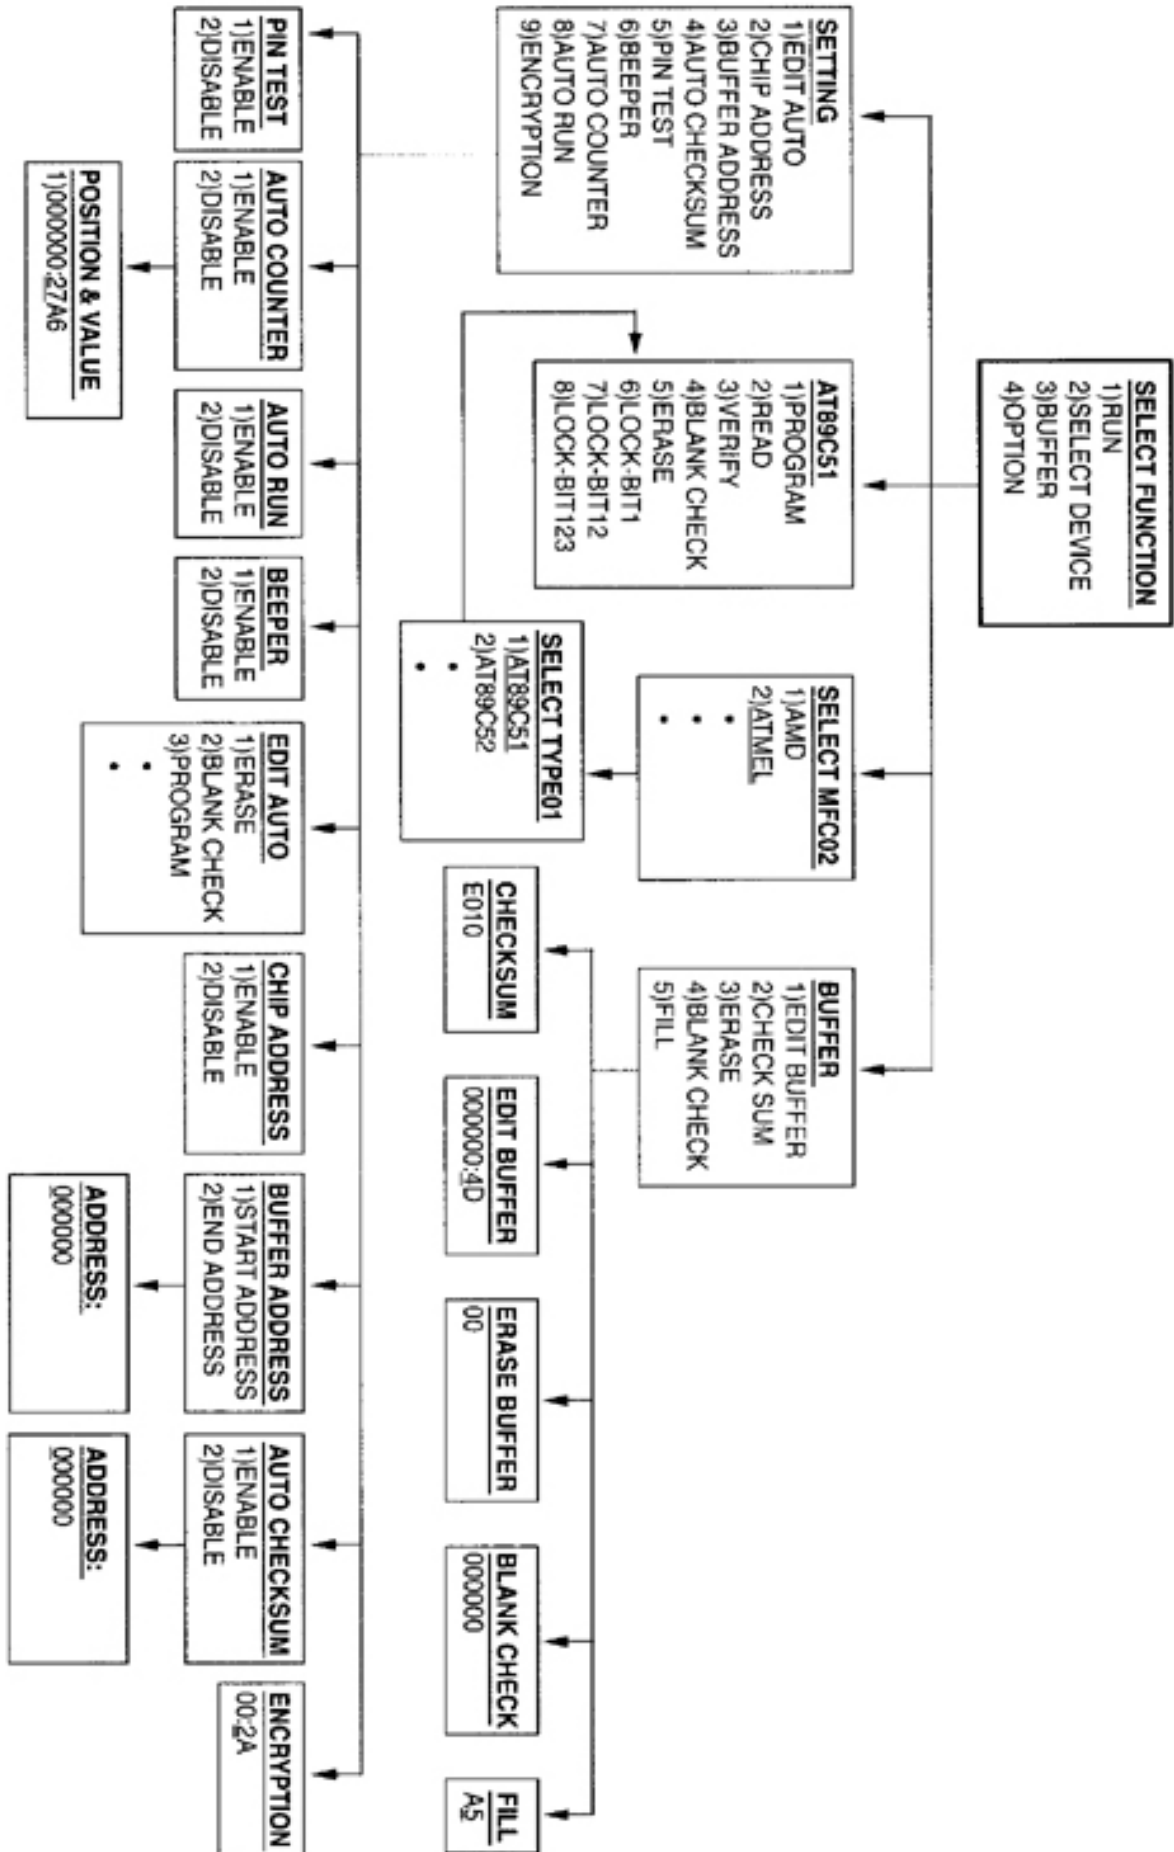 SELECT FUNCTION
1)RUN
2)SELECT DEVICE
3)BUFFER
4)OPTION
SETTING
1)EDIT AUTO
2)CHIP ADDRESS
3)BUFFER ADDRESS
4)AUTO CHECKSUM
5)PIN TEST
6)BEEPER
7)AUTO COUNTER
8)AUTO RUN
9)ENCRYPTION
AT89C51
1)PROGRAM
2)READ
3)VERIFY
4)BLANK CHECK
5)ERASE
6)LOCK-BIT1
7)LOCK-BIT12
8)LOCK-BIT123
SELECT MFC02
1)AMD
2)ATMEL
BUFFER
1)EDIT BUFFER
2)CHECK SUM
3)ERASE
4)BLANK CHECK
5)FILL
SELECT TYPE01
1)AT89C51
2)AT89C52
CHECKSUM
E010
EDIT BUFFER
000000:4D
ERASE BUFFER
00
BLANK CHECK
000000
FILL
A5
PIN TEST
1)ENABLE
2)DISABLE
AUTO COUNTER
1)ENABLE
2)DISABLE
AUTO RUN
1)ENABLE
2)DISABLE
BEEPER
1)ENABLE
2)DISABLE
EDIT AUTO
1)ERASE
2)BLANK CHECK
3)PROGRAM
CHIP ADDRESS
1)ENABLE
2)DISABLE
BUFFER ADDRESS
1)START ADDRESS
2)END ADDRESS
AUTO CHECKSUM
1)ENABLE
2)DISABLE
ENCRYPTION
00:2A
POSITION & VALUE
1)000000:27A6
ADDRESS:
000000
ADDRESS:
000000